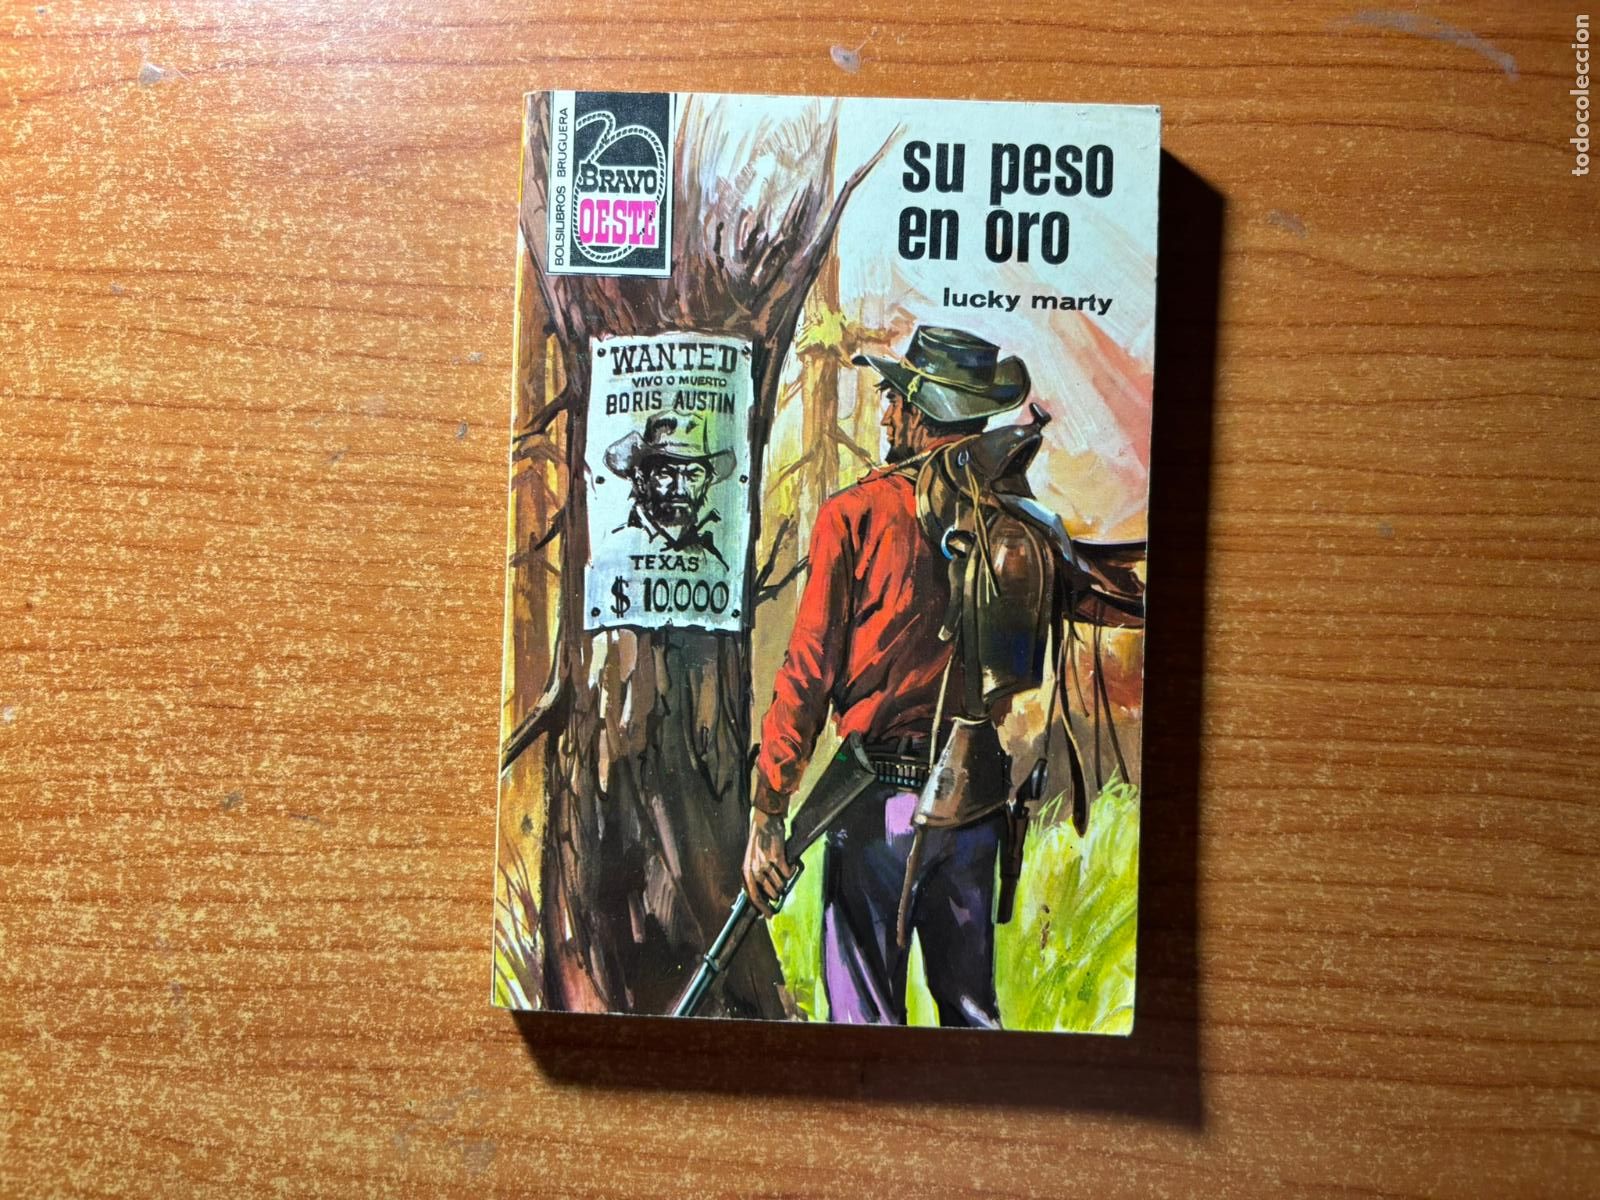 BOLSILIBROS BRUGUERA
BRAVO
OESTE
su peso
en oro
lucky marty
WANTED
VIVO O MUERTO
BORIS AUSTIN
TEXAS
$ 10.000
todocoleccion